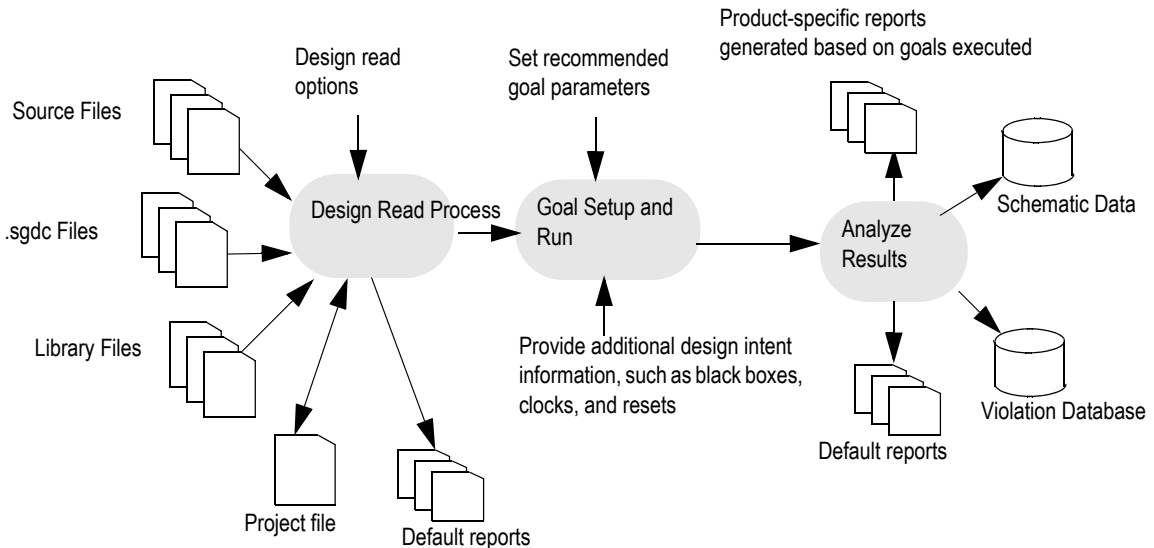 Product-specific reports
generated based on goals executed
Design read
options
Set recommended
goal parameters
Source Files
Design Read Process
Goal Setup and
Run
Analyze
Results
Schematic Data
.sgdc Files
Library Files
Provide additional design intent
information, such as black boxes,
clocks, and resets
Violation Database
Default reports
Project file
Default reports